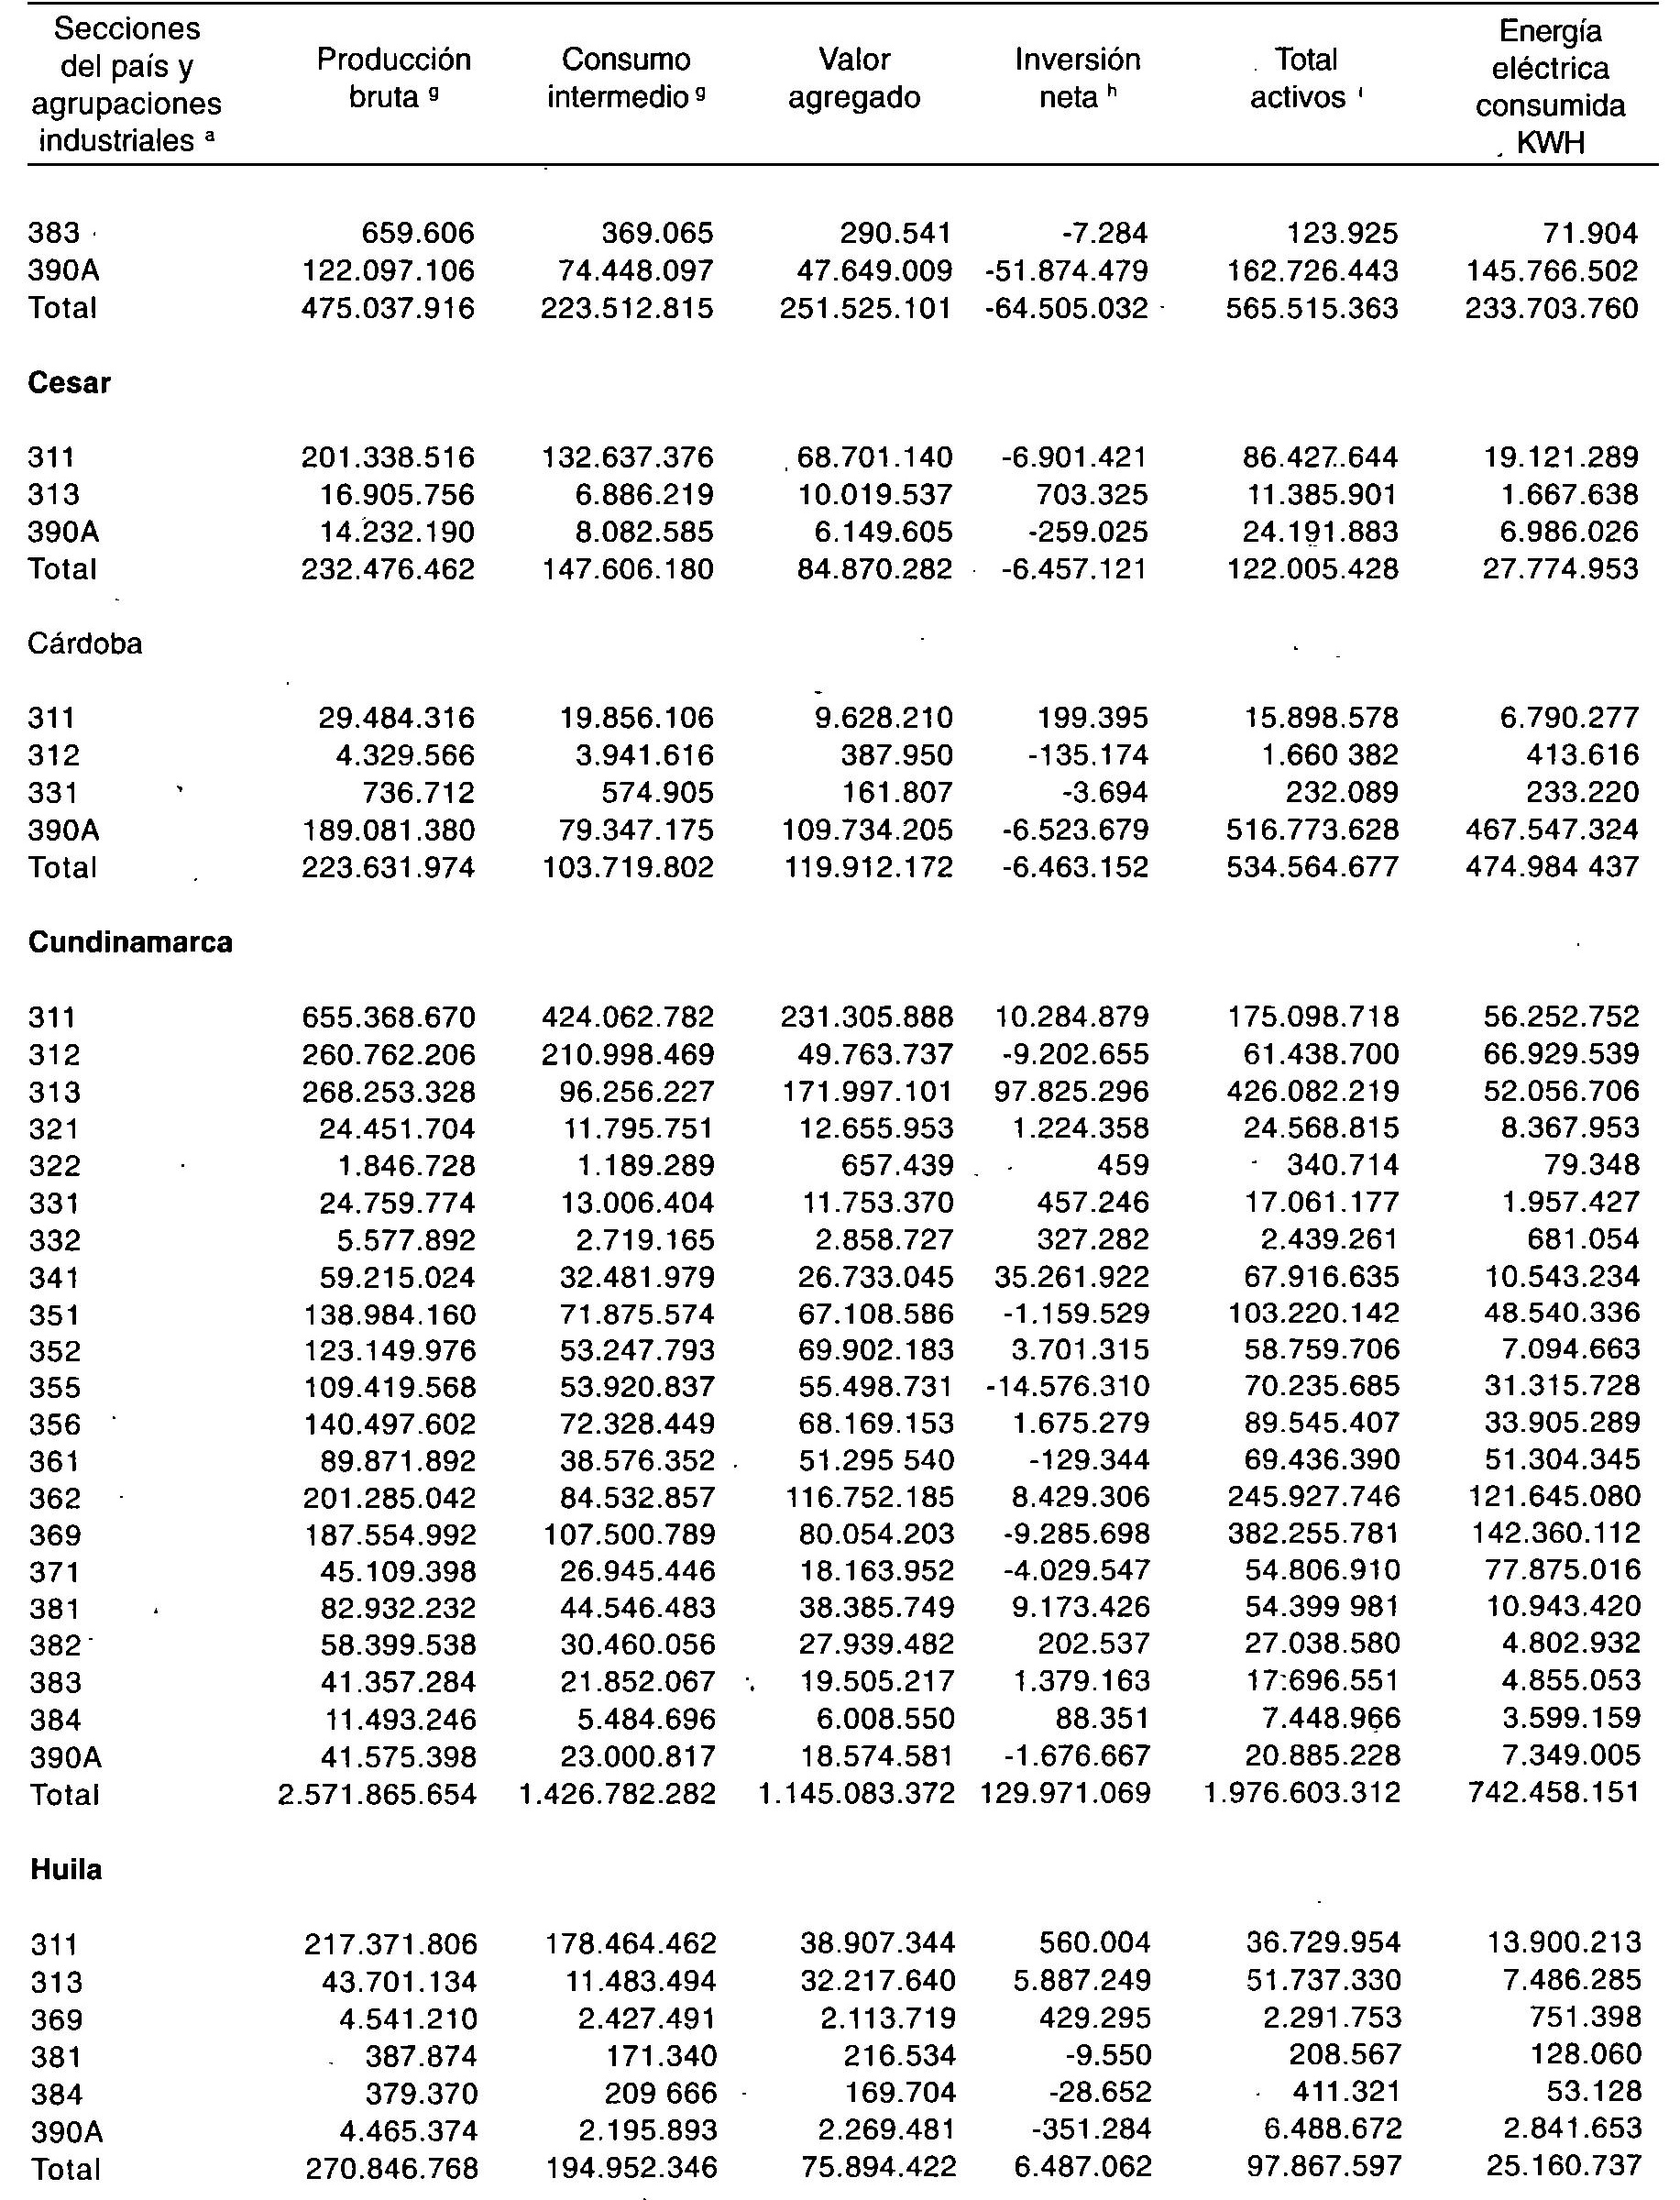 Secciones del país y agrupaciones industriales a Producción bruta g Consumo intermedio g Valor agregado Inversión neta h Total activos i Energía eléctrica consumida KWH
383 659.606 369.065 290.541 -7.284 123.925 71.904
390A 122.097.106 74.448.097 47.649.009 -51.874.479 162.726.443 145.766.502
Total 475.037.916 223.512.815 251.525.101 -64.505.032 565.515.363 233.703.760
Cesar
311 201.338.516 132.637.376 68.701.140 -6.901.421 86.427.644 19.121.289
313 16.905.756 6.886.219 10.019.537 703.325 11.385.901 1.667.638
390A 14.232.190 8.082.585 6.149.605 -259.025 24.191.883 6.986.026
Total 232.476.462 147.606.180 84.870.282 -6.457.121 122.005.428 27.774.953
Cárdoba
311 29.484.316 19.856.106 9.628.210 199.395 15.898.578 6.790.277
312 4.329.566 3.941.616 387.950 -135.174 1.660 382 413.616
331 736.712 574.905 161.807 -3.694 232.089 233.220
390A 189.081.380 79.347.175 109.734.205 -6.523.679 516.773.628 467.547.324
Total 223.631.974 103.719.802 119.912.172 -6.463.152 534.564.677 474.984 437
Cundinamarca
311 655.368.670 424.062.782 231.305.888 10.284.879 175.098.718 56.252.752
312 260.762.206 210.998.469 49.763.737 -9.202.655 61.438.700 66.929.539
313 268.253.328 96.256.227 171.997.101 97.825.296 426.082.219 52.056.706
321 24.451.704 11.795.751 12.655.953 1.224.358 24.568.815 8.367.953
322 1.846.728 1.189.289 657.439 459 340.714 79.348
331 24.759.774 13.006.404 11.753.370 457.246 17.061.177 1.957.427
332 5.577.892 2.719.165 2.858.727 327.282 2.439.261 681.054
341 59.215.024 32.481.979 26.733.045 35.261.922 67.916.635 10.543.234
351 138.984.160 71.875.574 67.108.586 -1.159.529 103.220.142 48.540.336
352 123.149.976 53.247.793 69.902.183 3.701.315 58.759.706 7.094.663
355 109.419.568 53.920.837 55.498.731 -14.576.310 70.235.685 31.315.728
356 140.497.602 72.328.449 68.169.153 1.675.279 89.545.407 33.905.289
361 89.871.892 38.576.352 51.295 540 -129.344 69.436.390 51.304.345
362 201.285.042 84.532.857 116.752.185 8.429.306 245.927.746 121.645.080
369 187.554.992 107.500.789 80.054.203 -9.285.698 382.255.781 142.360.112
371 45.109.398 26.945.446 18.163.952 -4.029.547 54.806.910 77.875.016
381 82.932.232 44.546.483 38.385.749 9.173.426 54.399 981 10.943.420
382 58.399.538 30.460.056 27.939.482 202.537 27.038.580 4.802.932
383 41.357.284 21.852.067 19.505.217 1.379.163 17.696.551 4.855.053
384 11.493.246 5.484.696 6.008.550 88.351 7.448.966 3.599.159
390A 41.575.398 23.000.817 18.574.581 -1.676.667 20.885.228 7.349.005
Total 2.571.865.654 1.426.782.282 1.145.083.372 129.971.069 1.976.603.312 742.458.151
Huila
311 217.371.806 178.464.462 38.907.344 560.004 36.729.954 13.900.213
313 43.701.134 11.483.494 32.217.640 5.887.249 51.737.330 7.486.285
369 4.541.210 2.427.491 2.113.719 429.295 2.291.753 751.398
381 387.874 171.340 216.534 -9.550 208.567 128.060
384 379.370 209 666 169.704 -28.652 411.321 53.128
390A 4.465.374 2.195.893 2.269.481 -351.284 6.488.672 2.841.653
Total 270.846.768 194.952.346 75.894.422 6.487.062 97.867.597 25.160.737